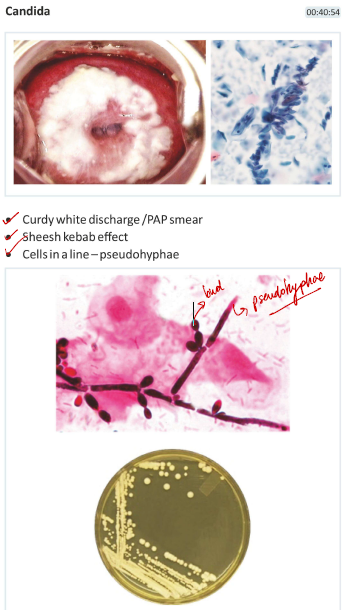 Candida
00:40:54
Curdy white discharge /PAP smear
Sheesh kebab effect
Cells in a line – pseudohyphae
bud
pseudohyphae